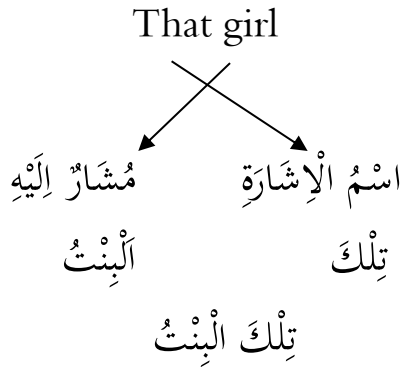 That girl
اسْمُ الْاِشَارَةِ مُشَارٌ اِلَيْهِ
تِلْكَ اَلْبِنْتُ
تِلْكَ الْبِنْتُ